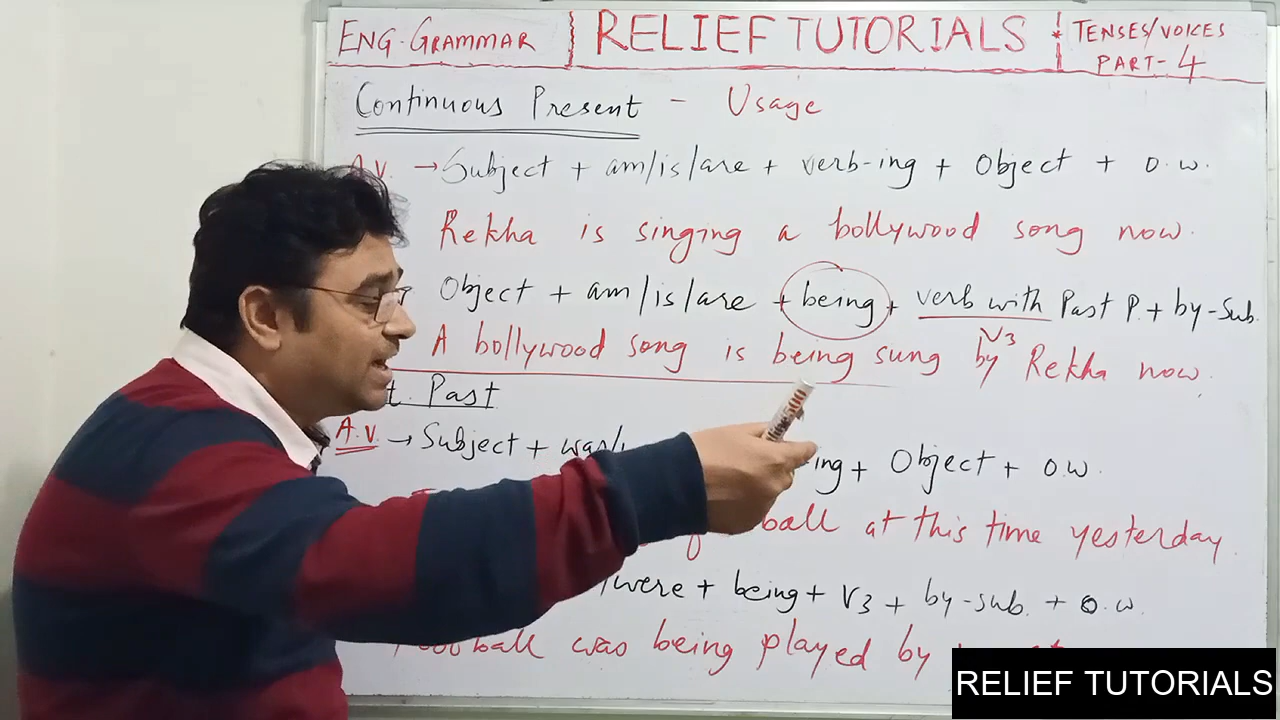 ENG. GRAMMAR
RELIEF TUTORIALS
TENSES/VOICES
PART-4
Continuous Present - Usage
A.V. → Subject + am/is/are + verb-ing + Object + O.W.
Rekha is singing a bollywood song now.
Object + am/is/are + being + verb with Past P. + by-Sub.
V3
A bollywood song is being sung by Rekha now.
Past
A.V. → Subject + was/ ing + Object + O.W.
ball at this time yesterday.
/were + being + V3 + by-sub. + O.W.
was being played by
RELIEF TUTORIALS